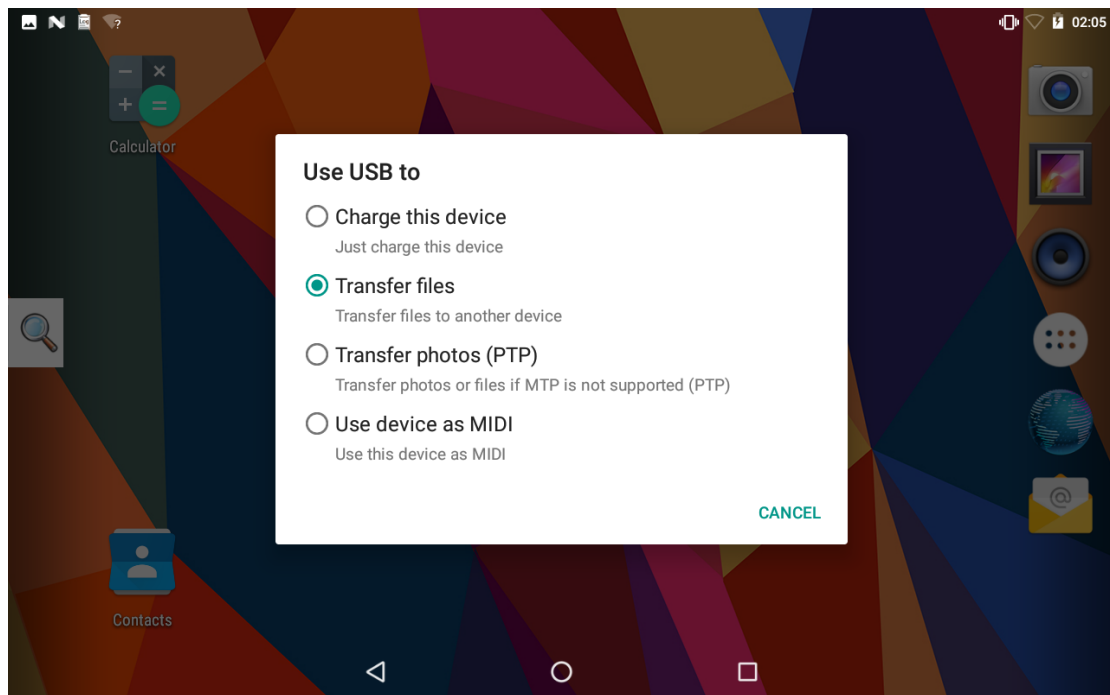 02:05
Calculator
Use USB to
Charge this device
Just charge this device
Transfer files
Transfer files to another device
Transfer photos (PTP)
Transfer photos or files if MTP is not supported (PTP)
Use device as MIDI
Use this device as MIDI
CANCEL
Contacts